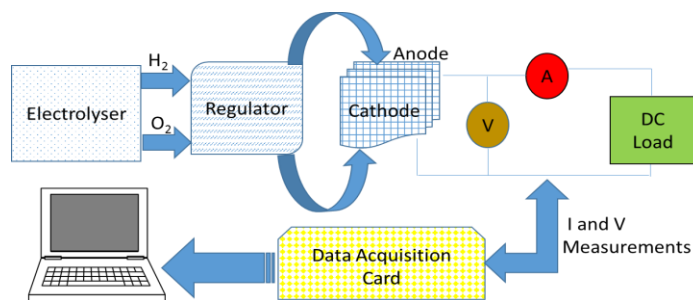 H₂
Electrolyser
O₂
Regulator
Anode
Cathode
A
V
DC
Load
I and V
Measurements
Data Acquisition
Card